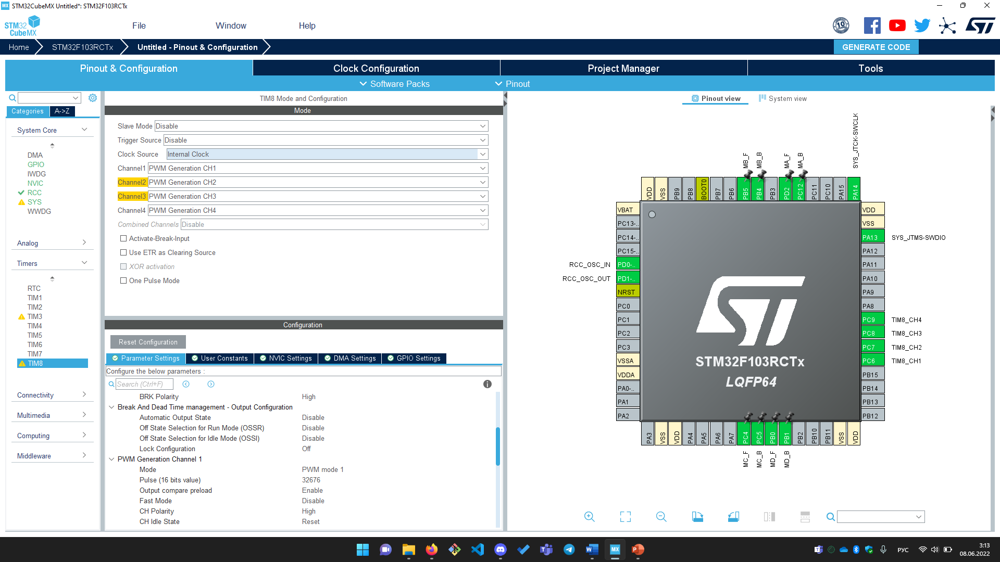 MX STM32CubeMX Untitled*: STM32F103RCTx
STM32 CubeMX
File Window Help
10 YEARS
Home STM32F103RCTx Untitled - Pinout & Configuration GENERATE CODE
Pinout & Configuration Clock Configuration Project Manager Tools
Software Packs Pinout
Categories A->Z
System Core
DMA
GPIO
IWDG
NVIC
RCC
SYS
WWDG
Analog
Timers
RTC
TIM1
TIM2
TIM3
TIM4
TIM5
TIM6
TIM7
TIM8
Connectivity
Multimedia
Computing
Middleware
TIM8 Mode and Configuration
Mode
Slave Mode Disable
Trigger Source Disable
Clock Source Internal Clock
Channel1 PWM Generation CH1
Channel2 PWM Generation CH2
Channel3 PWM Generation CH3
Channel4 PWM Generation CH4
Combined Channels Disable
Activate-Break-Input
Use ETR as Clearing Source
XOR activation
One Pulse Mode
Configuration
Reset Configuration
Parameter Settings User Constants NVIC Settings DMA Settings GPIO Settings
Configure the below parameters :
Search (Ctrl+F)
BRK Polarity High
Break And Dead Time management - Output Configuration
Automatic Output State Disable
Off State Selection for Run Mode (OSSR) Disable
Off State Selection for Idle Mode (OSSI) Disable
Lock Configuration Off
PWM Generation Channel 1
Mode PWM mode 1
Pulse (16 bits value) 32676
Output compare preload Enable
Fast Mode Disable
CH Polarity High
CH Idle State Reset
Pinout view System view
MB_F MB_B MA_F MA_B SYS_JTCK-SWCLK
VDD VSS PB9 PB8 BOOT0 PB7 PB6 PB5 PB4 PB3 PD2 PC12 PC11 PC10 PA15 PA14
VBAT VDD
PC13-.. VSS
PC14-.. PA13 SYS_JTMS-SWDIO
PC15-.. PA12
RCC_OSC_IN PD0-.. PA11
RCC_OSC_OUT PD1-.. PA10
NRST PA9
PC0 PA8
PC1 PC9 TIM8_CH4
PC2 PC8 TIM8_CH3
PC3 PC7 TIM8_CH2
VSSA PC6 TIM8_CH1
VDDA PB15
PA0-.. PB14
PA1 PB13
PA2 PB12
STM32F103RCTx
LQFP64
PA3 VSS VDD PA4 PA5 PA6 PA7 PC4 PC5 PB0 PB1 PB2 PB10 PB11 VSS VDD
MC_F MC_B MD_F MD_B
РУС
3:13
08.06.2022